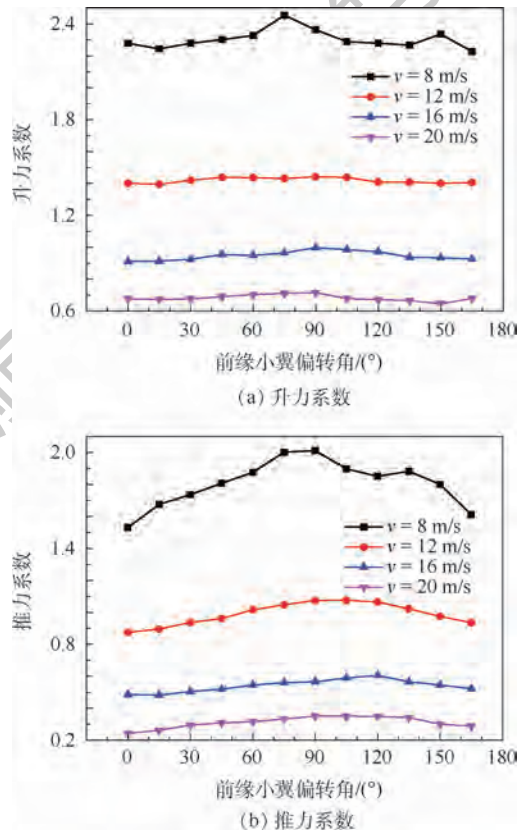 2.4
1.8
1.2
0.6
升力系数
v = 8 m/s
v = 12 m/s
v = 16 m/s
v = 20 m/s
0 30 60 90 120 150 180
前缘小翼偏转角/(°)
(a) 升力系数
2.0
1.4
0.8
0.2
推力系数
v = 8 m/s
v = 12 m/s
v = 16 m/s
v = 20 m/s
0 30 60 90 120 150 180
前缘小翼偏转角/(°)
(b) 推力系数